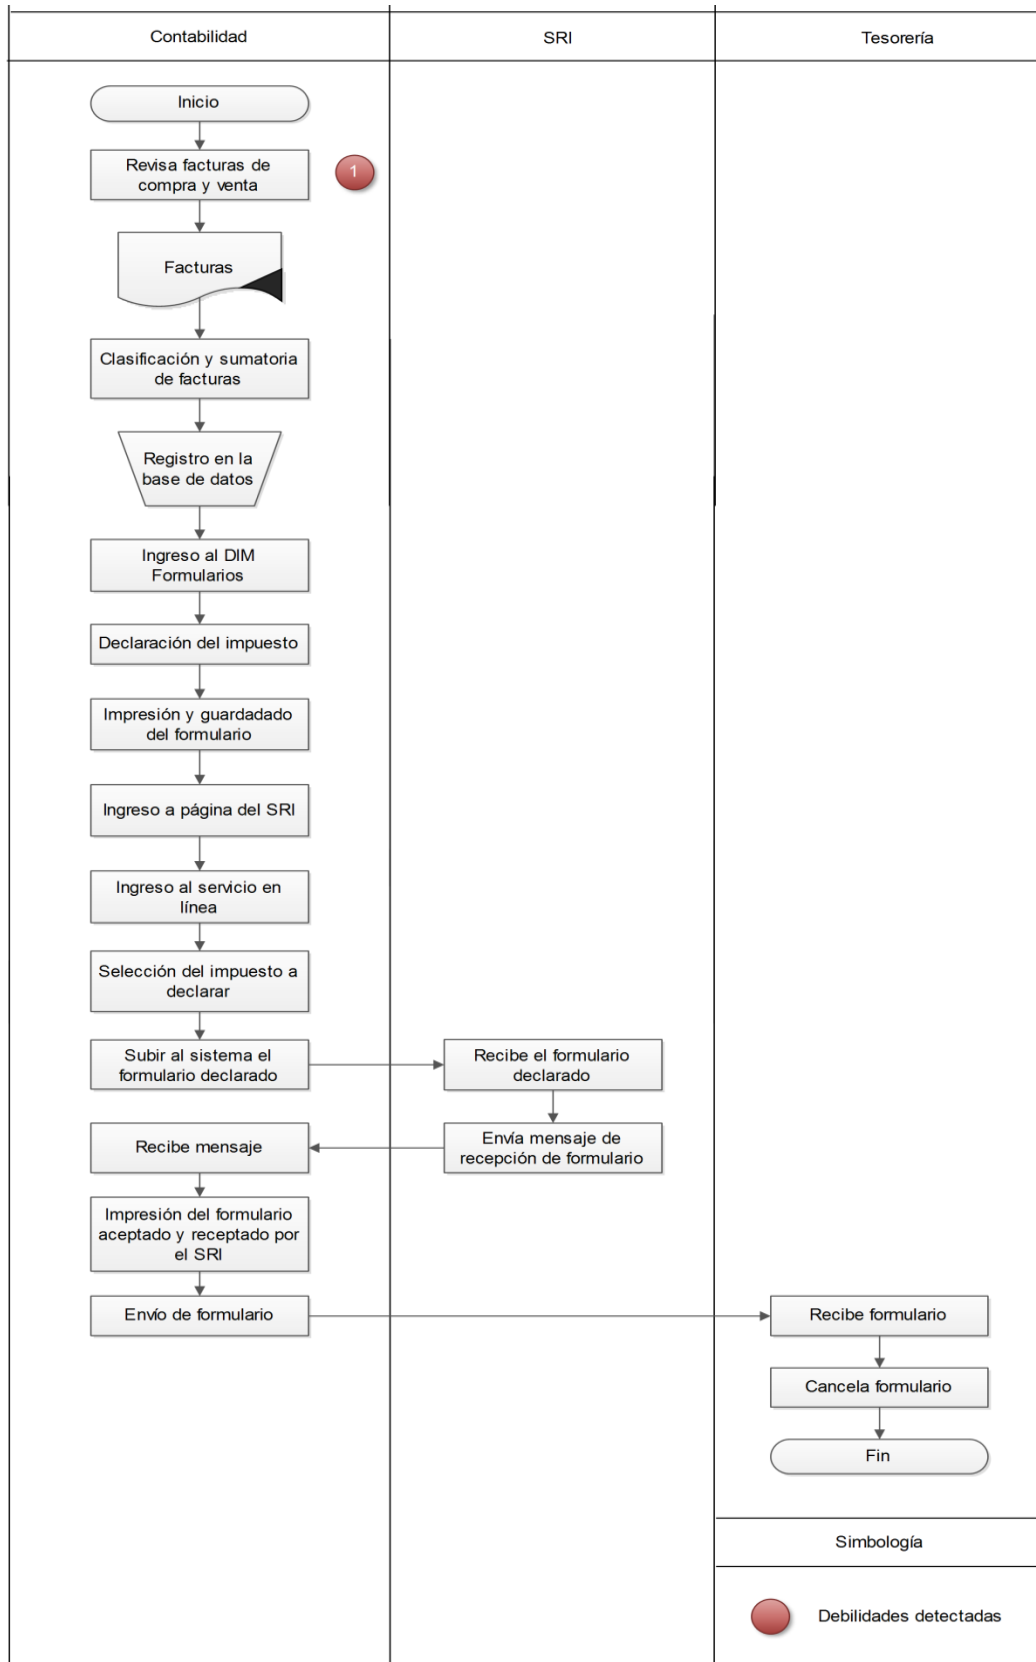 Contabilidad
SRI
Tesorería
Inicio
Revisa facturas de
compra y venta
1
Facturas
Clasificación y sumatoria
de facturas
Registro en la
base de datos
Ingreso al DIM
Formularios
Declaración del impuesto
Impresión y guardadado
del formulario
Ingreso a página del SRI
Ingreso al servicio en
línea
Selección del impuesto a
declarar
Subir al sistema el
formulario declarado
Recibe el formulario
declarado
Recibe mensaje
Envía mensaje de
recepción de formulario
Impresión del formulario
aceptado y receptado por
el SRI
Envío de formulario
Recibe formulario
Cancela formulario
Fin
Simbología
Debilidades detectadas